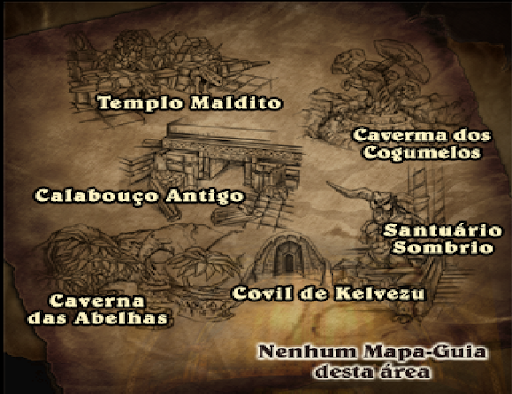 Templo Maldito
Caverma dos
Cogumelos
Calabouço Antigo
Santuário
Sombrio
Covil de Kelvezu
Caverna
das Abelhas
Nenhum Mapa-Guia
desta área